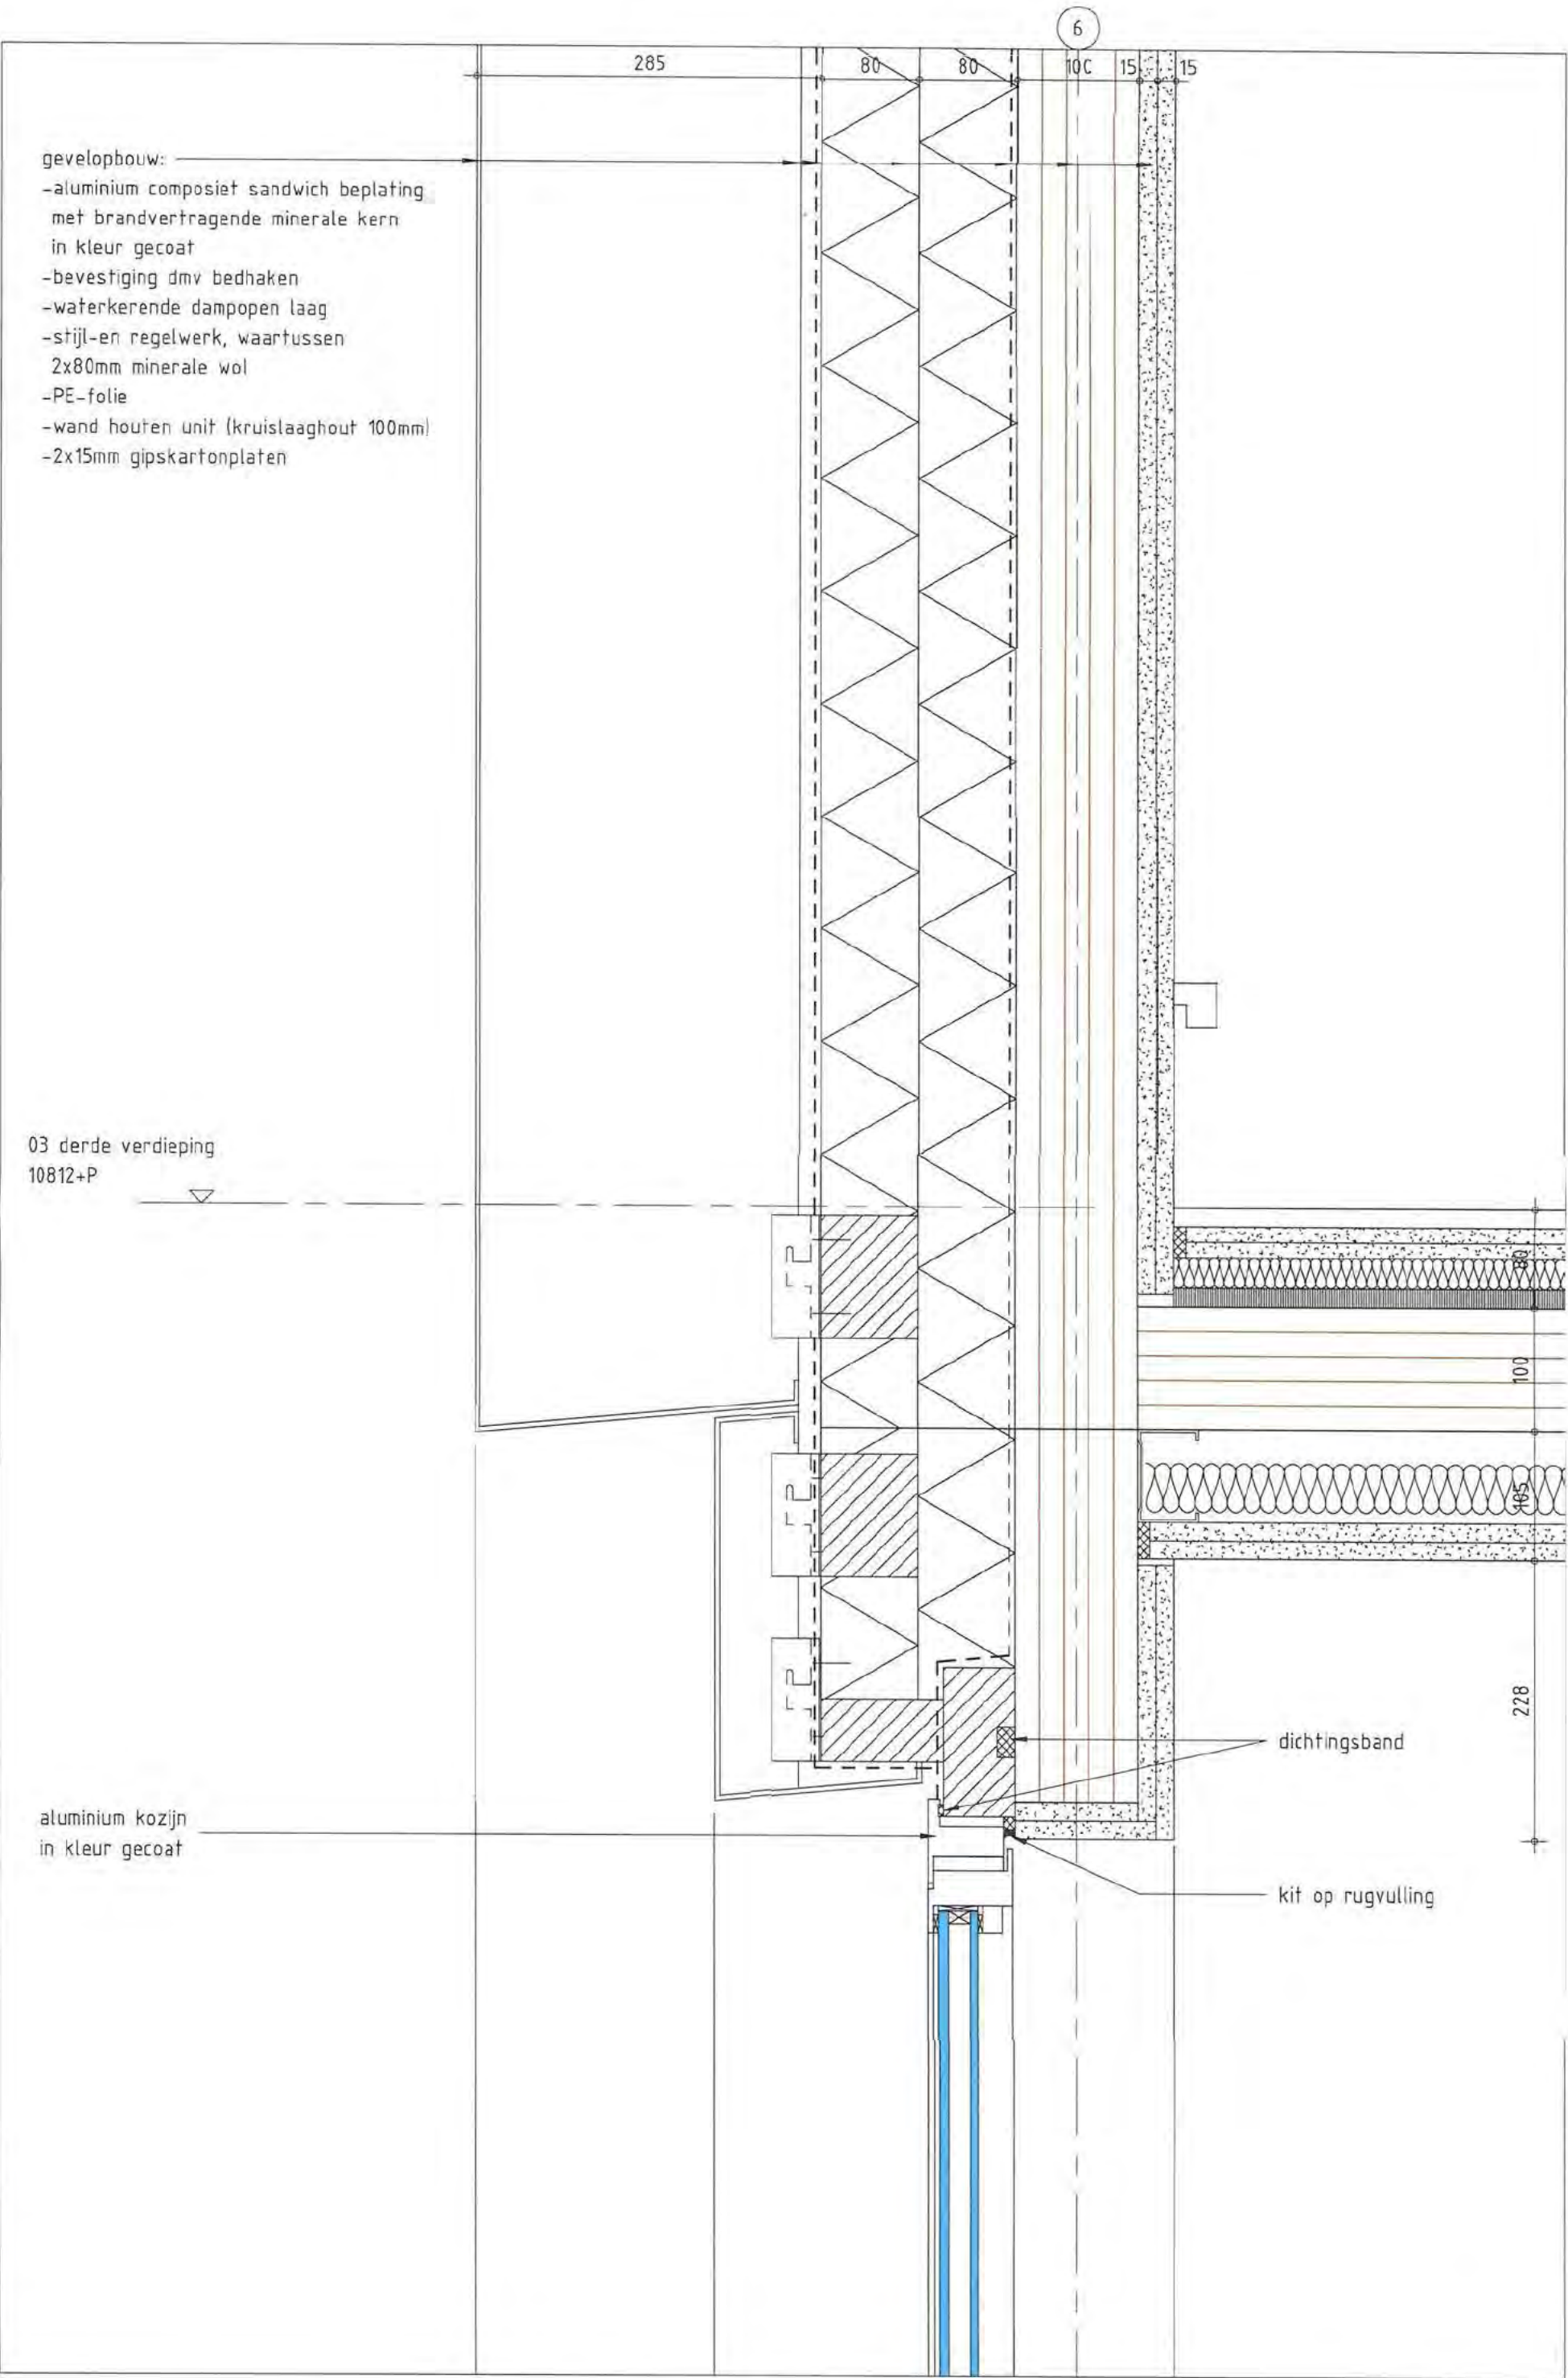 6
285 80 80 100 15 15
gevelopbouw:
-aluminium composiet sandwich beplating
met brandvertragende minerale kern
in kleur gecoat
-bevestiging dmv bedhaken
-waterkerende dampopen laag
-stijl-en regelwerk, waartussen
2x80mm minerale wol
-PE-folie
-wand houten unit (kruislaaghout 100mm)
-2x15mm gipskartonplaten
03 derde verdieping
10812+P
80
100
105
228
dichtingsband
aluminium kozijn
in kleur gecoat
kit op rugvulling